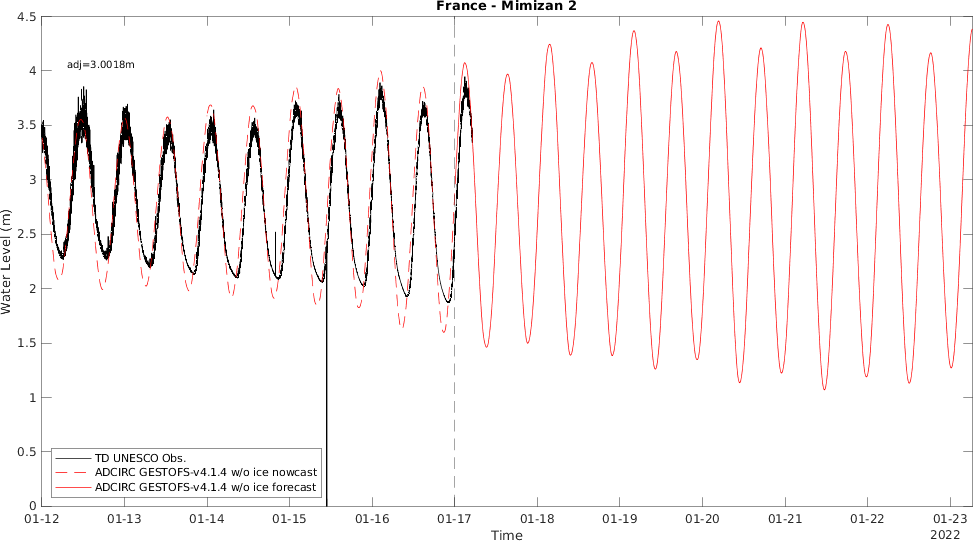 France - Mimizan 2
4.5
4
3.5
3
2.5
2
1.5
1
0.5
0
Water Level (m)
adj=3.0018m
TD UNESCO Obs.
ADCIRC GESTOFS-v4.1.4 w/o ice nowcast
ADCIRC GESTOFS-v4.1.4 w/o ice forecast
01-12 01-13 01-14 01-15 01-16 01-17 01-18 01-19 01-20 01-21 01-22 01-23
2022
Time